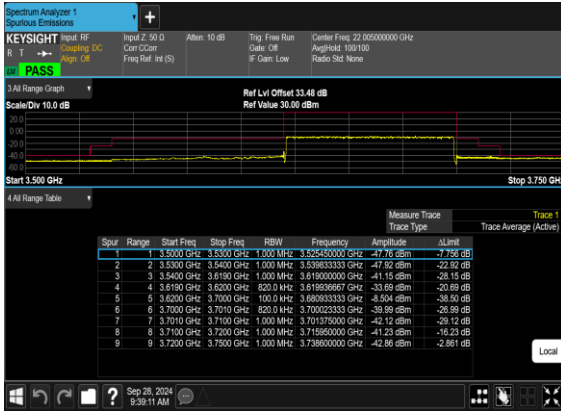 Spectrum Analyzer 1
Spurious Emissions
KEYSIGHT Input: RF Input Z: 50 Ω Atten: 10 dB Trig: Free Run Center Freq: 22.005000000 GHz
R T Coupling: DC Corr CCorr Gate: Off Avg|Hold: 100/100
Align: Off Freq Ref: Int (S) IF Gain: Low Radio Std: None
PASS
3 All Range Graph
Ref Lvl Offset 33.48 dB
Scale/Div 10.0 dB Ref Value 30.00 dBm
20.0
0.00
-20.0
-40.0
-60.0
Start 3.500 GHz Stop 3.750 GHz
4 All Range Table
Measure Trace Trace 1
Trace Type Trace Average (Active)
Spur Range Start Freq Stop Freq RBW Frequency Amplitude ΔLimit
1 1 3.5000 GHz 3.5300 GHz 1.000 MHz 3.525450000 GHz -47.76 dBm -7.756 dB
2 2 3.5300 GHz 3.5400 GHz 1.000 MHz 3.539833333 GHz -47.92 dBm -22.92 dB
3 3 3.5400 GHz 3.6190 GHz 1.000 MHz 3.619000000 GHz -41.15 dBm -28.15 dB
4 4 3.6190 GHz 3.6200 GHz 820.0 kHz 3.619936667 GHz -33.69 dBm -20.69 dB
5 5 3.6200 GHz 3.7000 GHz 100.0 kHz 3.680933333 GHz -8.504 dBm -38.50 dB
6 6 3.7000 GHz 3.7010 GHz 820.0 kHz 3.700023333 GHz -39.99 dBm -26.99 dB
7 7 3.7010 GHz 3.7100 GHz 1.000 MHz 3.701375000 GHz -42.12 dBm -29.12 dB
8 8 3.7100 GHz 3.7200 GHz 1.000 MHz 3.715950000 GHz -41.23 dBm -16.23 dB
9 9 3.7200 GHz 3.7500 GHz 1.000 MHz 3.738600000 GHz -42.86 dBm -2.861 dB
Local
? Sep 28, 2024
9:39:11 AM